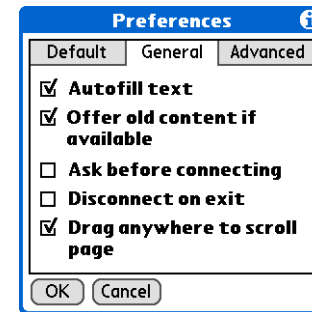 Preferences
Default General Advanced
Autofill text
Offer old content if
available
Ask before connecting
Disconnect on exit
Drag anywhere to scroll
page
OK Cancel